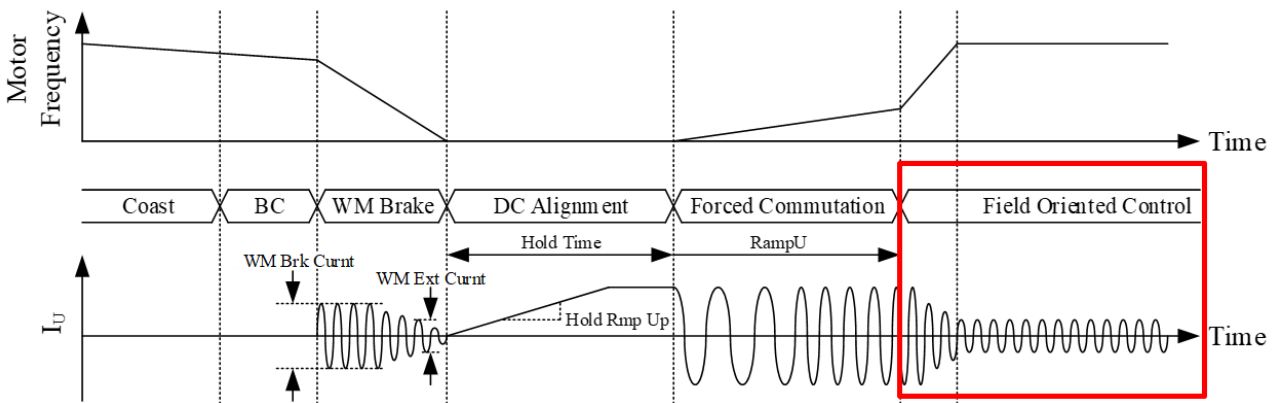 Motor
Frequency
Time
Coast
BC
WM Brake
DC Alignment
Forced Commutation
Field Oriented Control
Hold Time
RampU
WM Brk Curnt
WM Ext Curnt
Hold Rmp Up
IU
Time